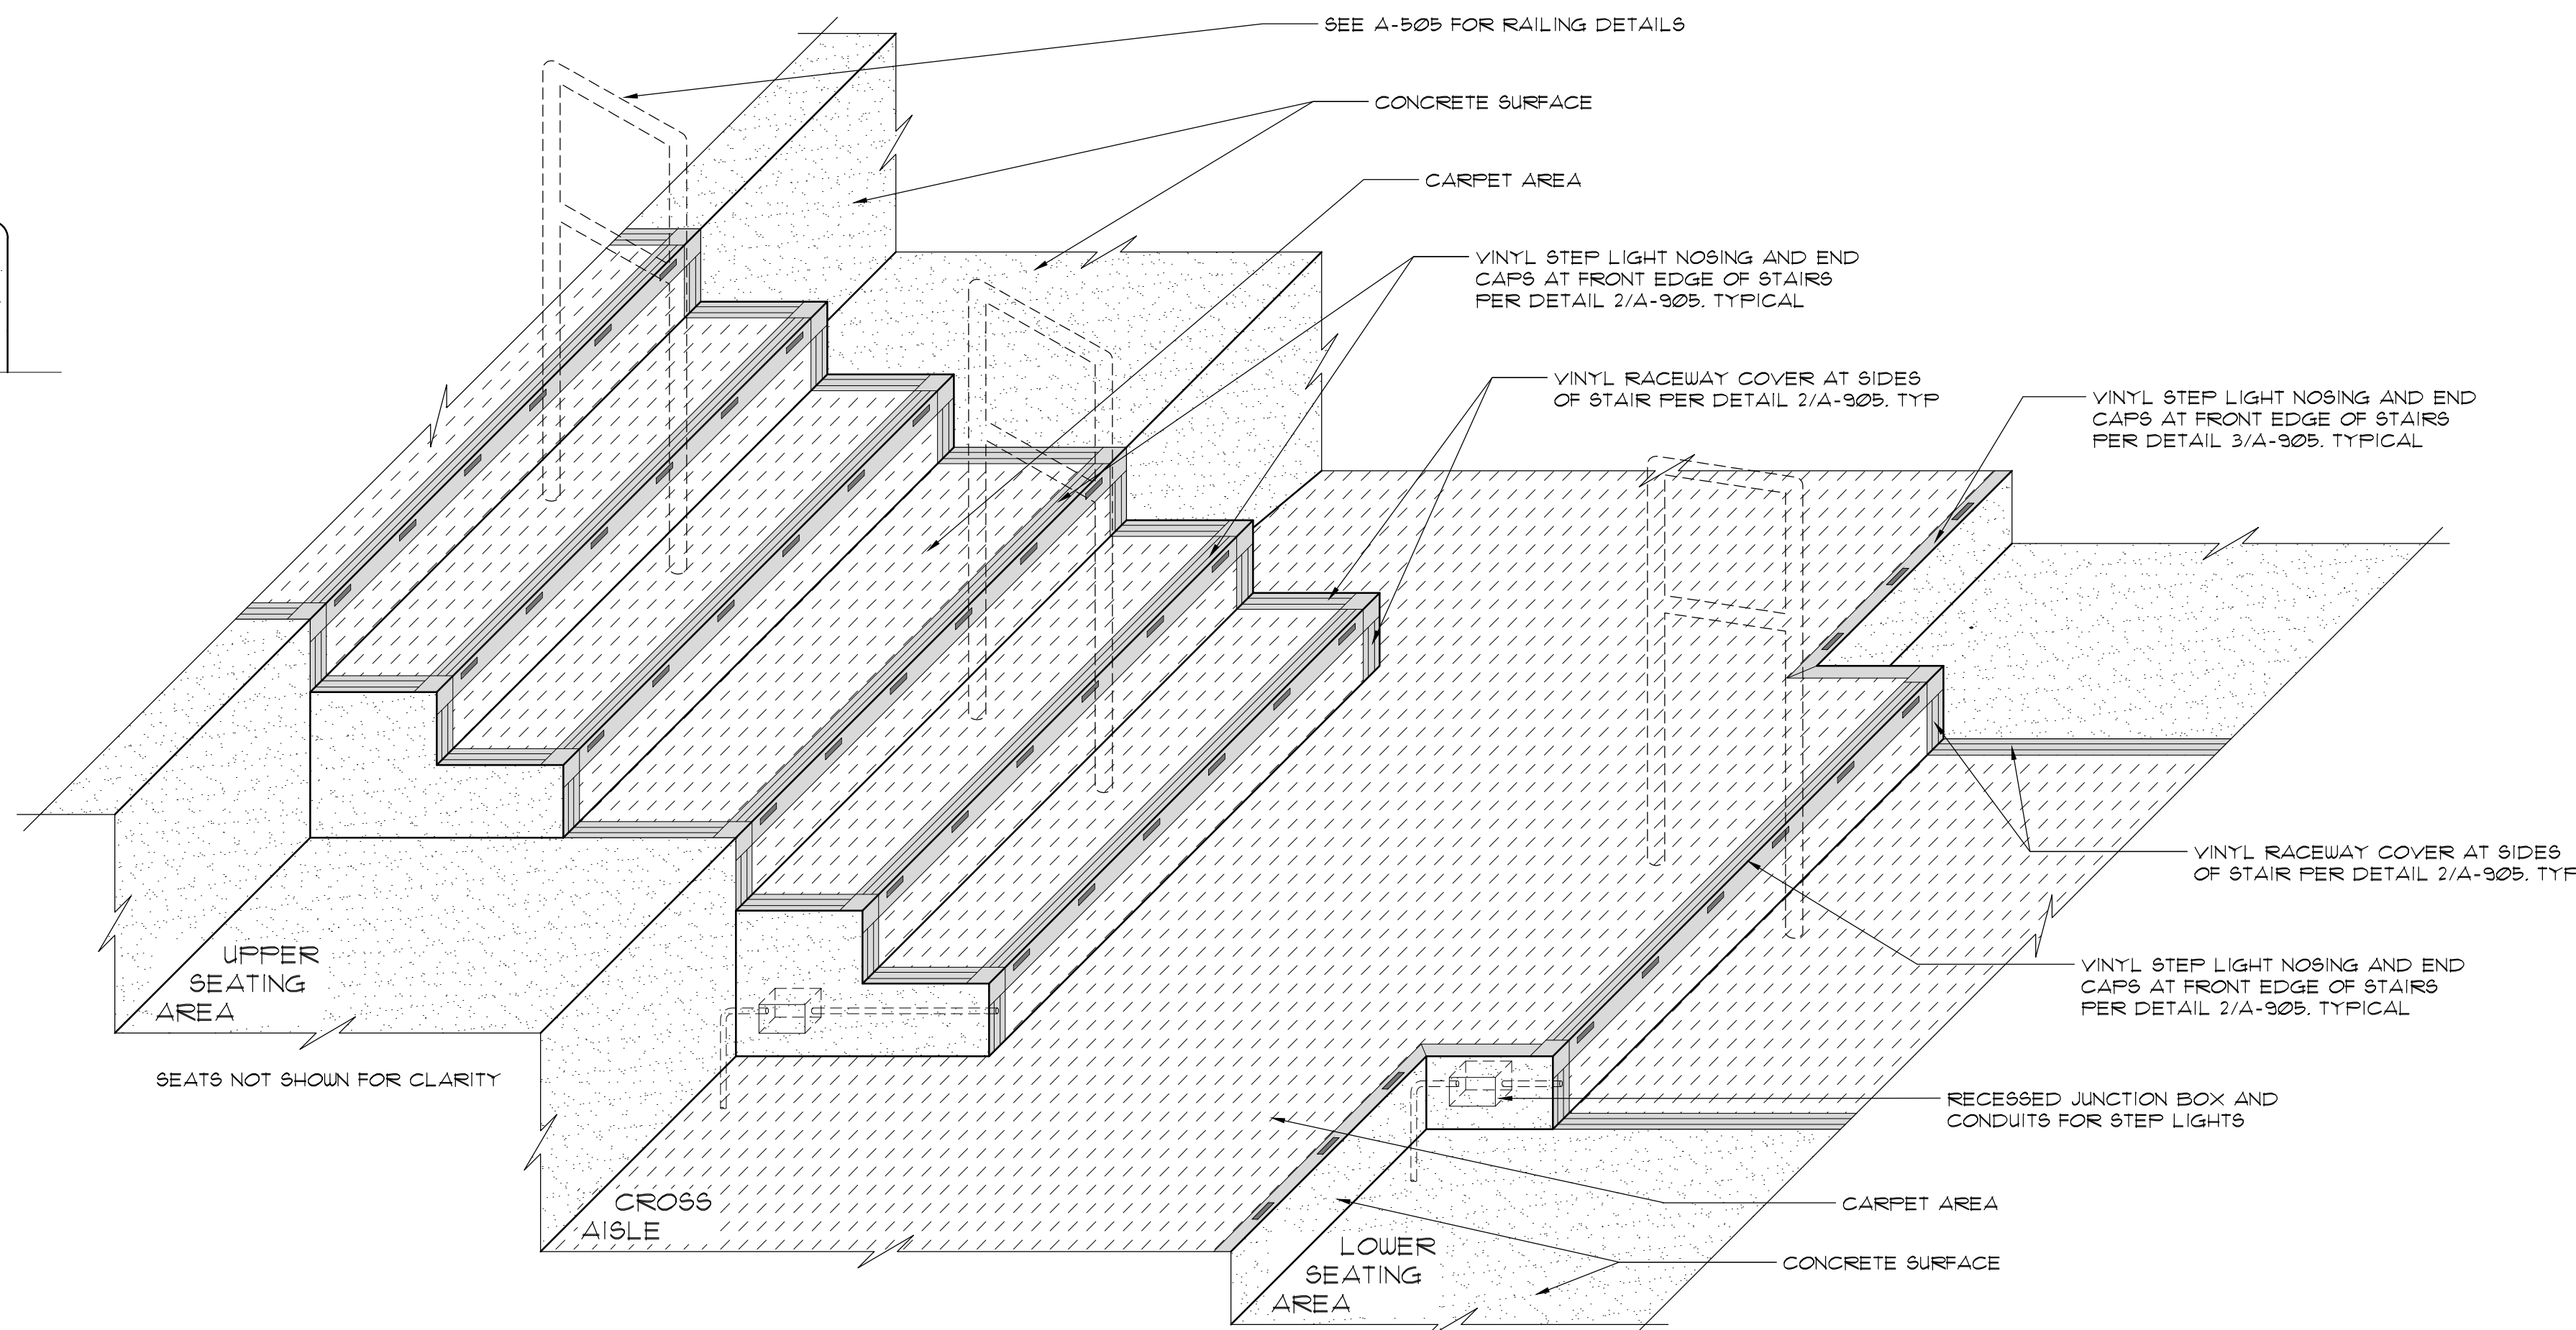 SEE A-505 FOR RAILING DETAILS
CONCRETE SURFACE
CARPET AREA
VINYL STEP LIGHT NOSING AND END
CAPS AT FRONT EDGE OF STAIRS
PER DETAIL 2/A-905. TYPICAL
VINYL RACEWAY COVER AT SIDES
OF STAIR PER DETAIL 2/A-905. TYP
VINYL STEP LIGHT NOSING AND END
CAPS AT FRONT EDGE OF STAIRS
PER DETAIL 3/A-905. TYPICAL
VINYL RACEWAY COVER AT SIDES
OF STAIR PER DETAIL 2/A-905. TYP
VINYL STEP LIGHT NOSING AND END
CAPS AT FRONT EDGE OF STAIRS
PER DETAIL 2/A-905. TYPICAL
RECESSED JUNCTION BOX AND
CONDUITS FOR STEP LIGHTS
CARPET AREA
CONCRETE SURFACE
UPPER
SEATING
AREA
SEATS NOT SHOWN FOR CLARITY
CROSS
AISLE
LOWER
SEATING
AREA